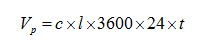 Vₚ = c × l × 3600 × 24 × t